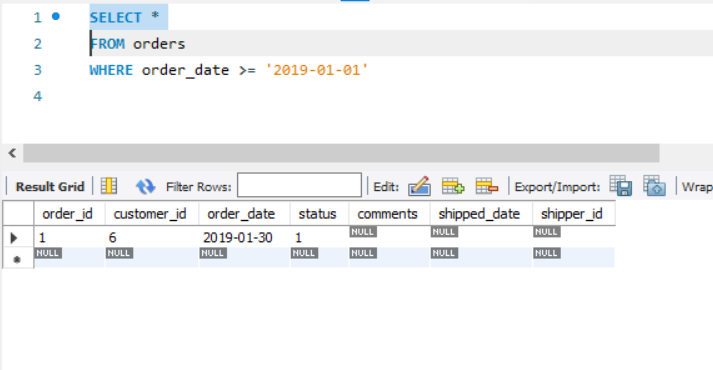 1 SELECT *
2 FROM orders
3 WHERE order_date >= '2019-01-01'
4
Result Grid Filter Rows: Edit: Export/Import: Wrap
order_id customer_id order_date status comments shipped_date shipper_id
1 6 2019-01-30 1 NULL NULL NULL
NULL NULL NULL NULL NULL NULL NULL